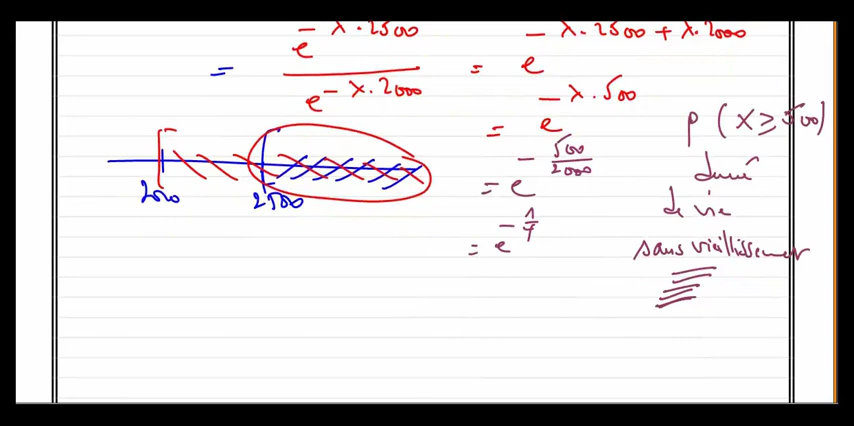 = e^{- λ.2500} / e^{- λ.2000} = e^{- λ.2500 + λ.2000}
= e^{- λ.500}
p ( X ≥ 500)
= e^{- 500/2000}
durée
de vie
2000 2500
= e^{- 1/4}
sans vieillissement